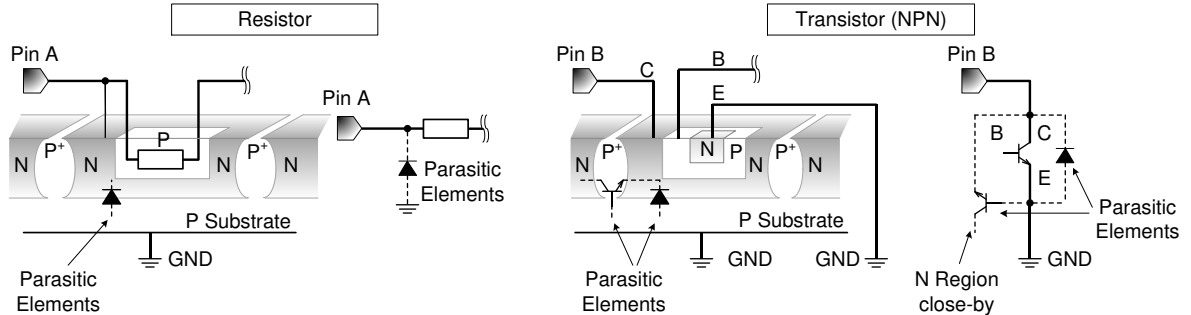 Resistor
Pin A
N
P+
N
P
N
P+
N
Parasitic
Elements
P Substrate
GND
Pin A
Parasitic
Elements
Transistor (NPN)
Pin B
C
B
E
N
P+
N
N
P
N
P+
N
P Substrate
Parasitic
Elements
GND
GND
Pin B
B
C
E
Parasitic
Elements
N Region
close-by